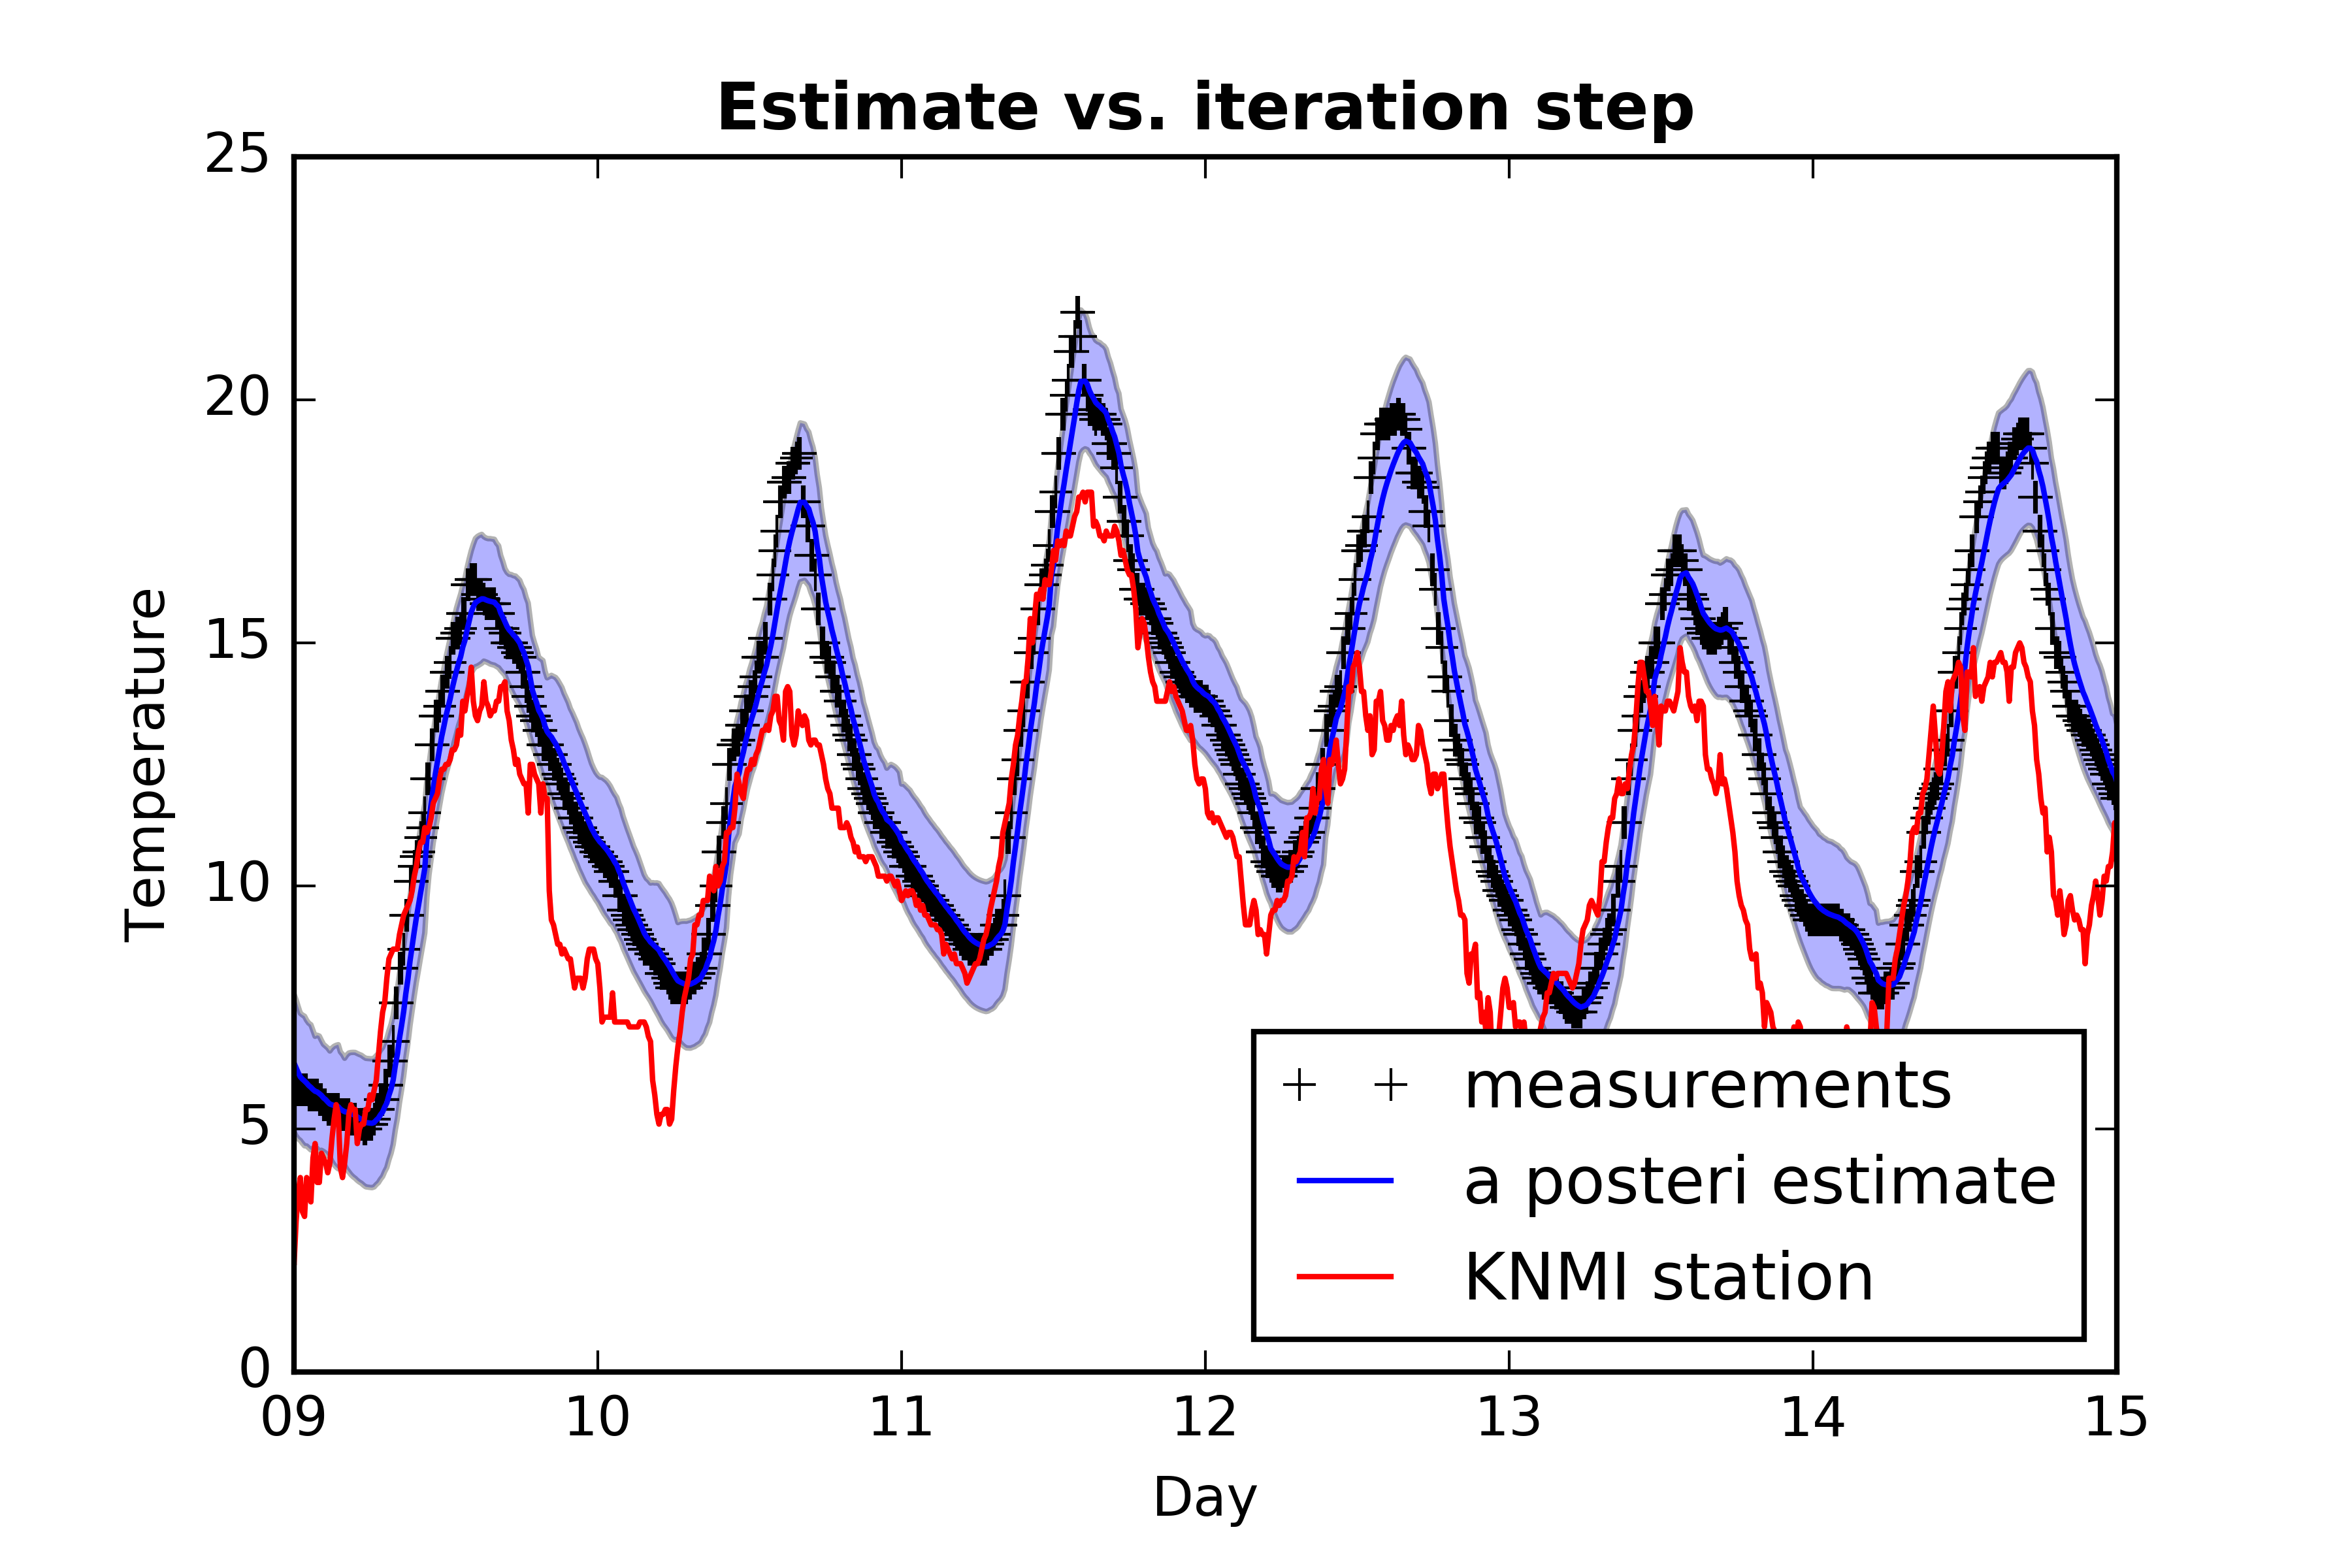 Estimate vs. iteration step
25
20
15
10
5
0
Temperature
09 10 11 12 13 14 15
Day
measurements
a posteri estimate
KNMI station